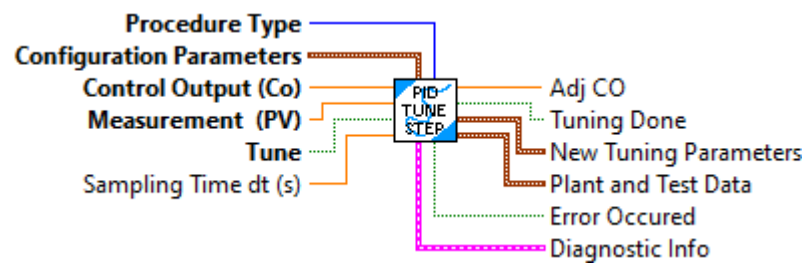 Procedure Type
Configuration Parameters
Control Output (Co)
Measurement  (PV)
Tune
Sampling Time dt (s)
PID
TUNE
STEP
Adj CO
Tuning Done
New Tuning Parameters
Plant and Test Data
Error Occured
Diagnostic Info